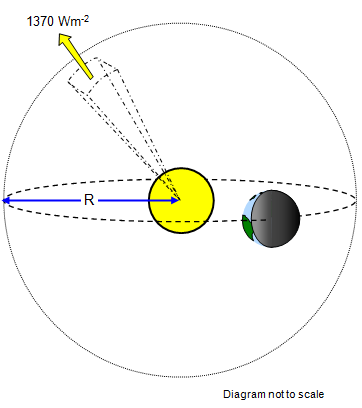 1370 Wm⁻²
R
Diagram not to scale